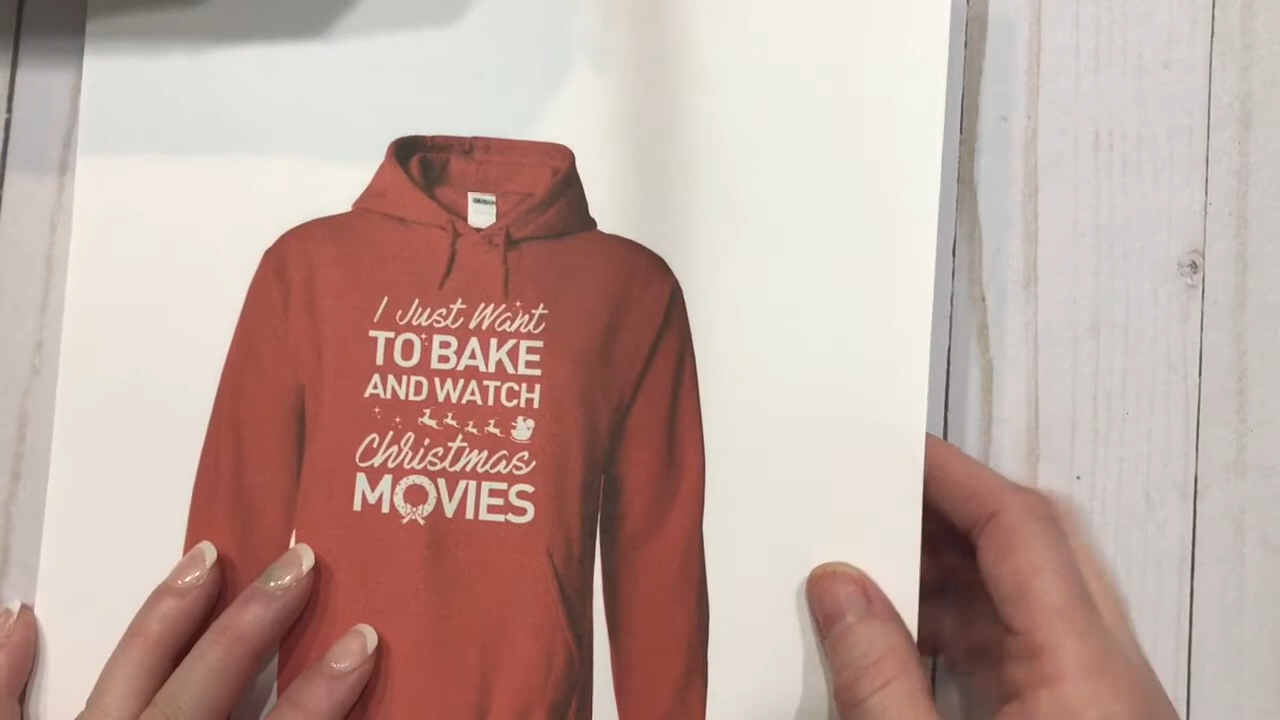 I Just Want
TO BAKE
AND WATCH
Christmas
MOVIES